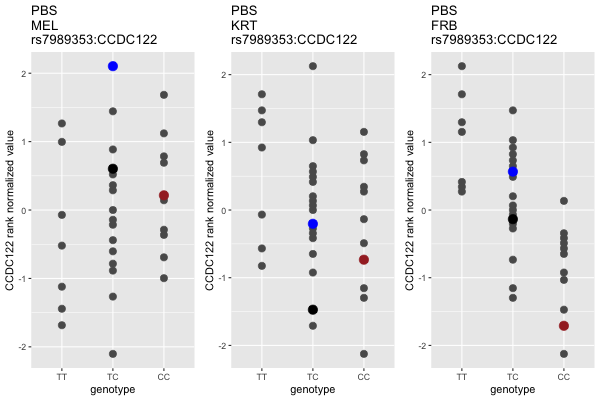 PBS
MEL
rs7989353:CCDC122
CCDC122 rank normalized value
2
1
0
-1
-2
TT
TC
CC
genotype
PBS
KRT
rs7989353:CCDC122
CCDC122 rank normalized value
2
1
0
-1
-2
TT
TC
CC
genotype
PBS
FRB
rs7989353:CCDC122
CCDC122 rank normalized value
2
1
0
-1
-2
TT
TC
CC
genotype